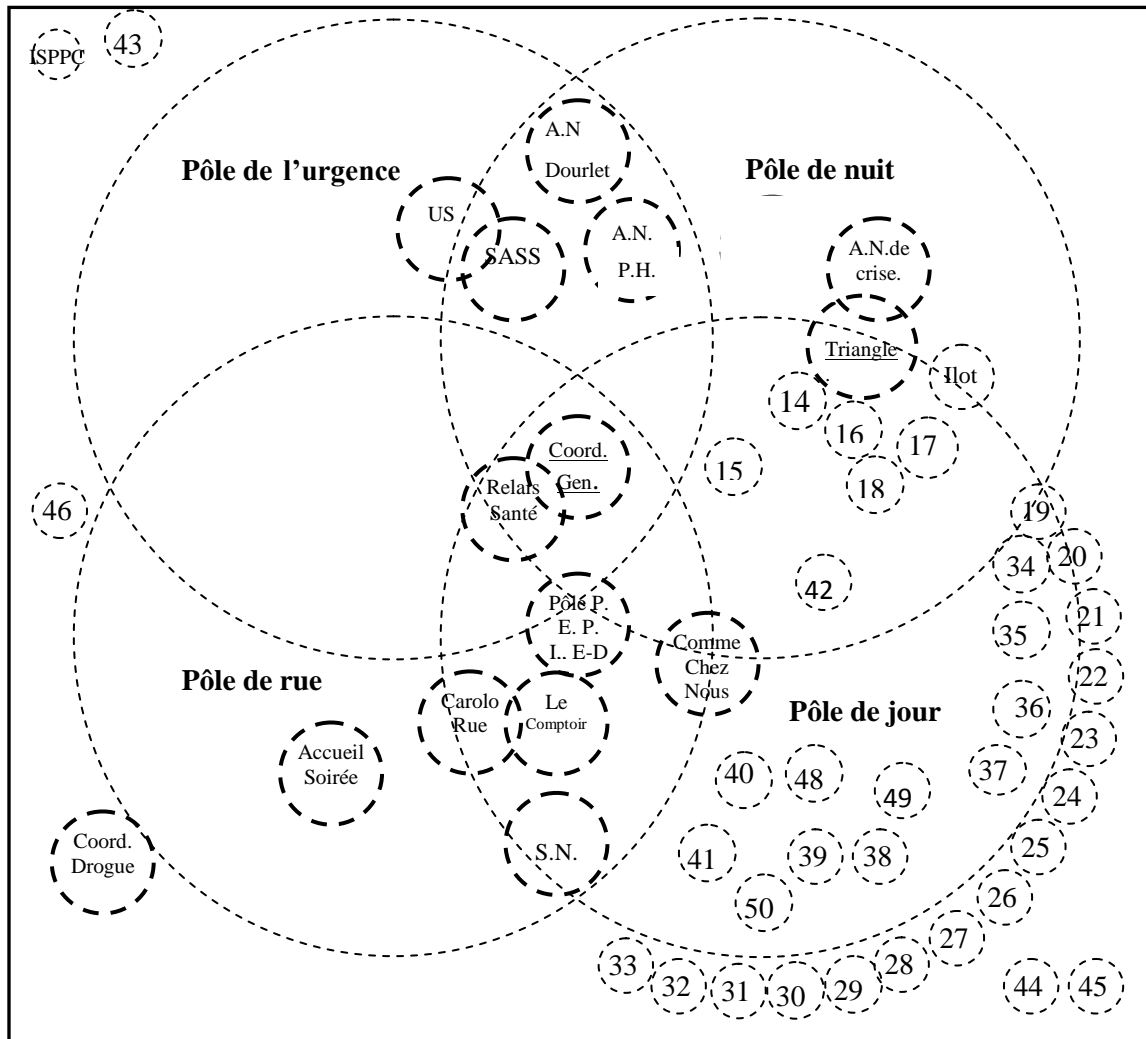 ISPPC
43
Pôle de l’urgence
Pôle de nuit
A.N
Dourlet
US
SASS
A.N.
P.H.
A.N.de
crise.
Triangle
Ilot
14
16
17
15
18
Coord.
Gen.
Relais
Santé
46
19
34
20
42
21
35
Pôle P.
E. P.
I.. E-D
Comme
Chez
Nous
22
Pôle de rue
Pôle de jour
36
Carolo
Rue
Le
Comptoir
23
Accueil
Soirée
40
48
49
37
24
Coord.
Drogue
S.N.
41
39
38
25
50
26
27
33
32
31
30
29
28
44
45